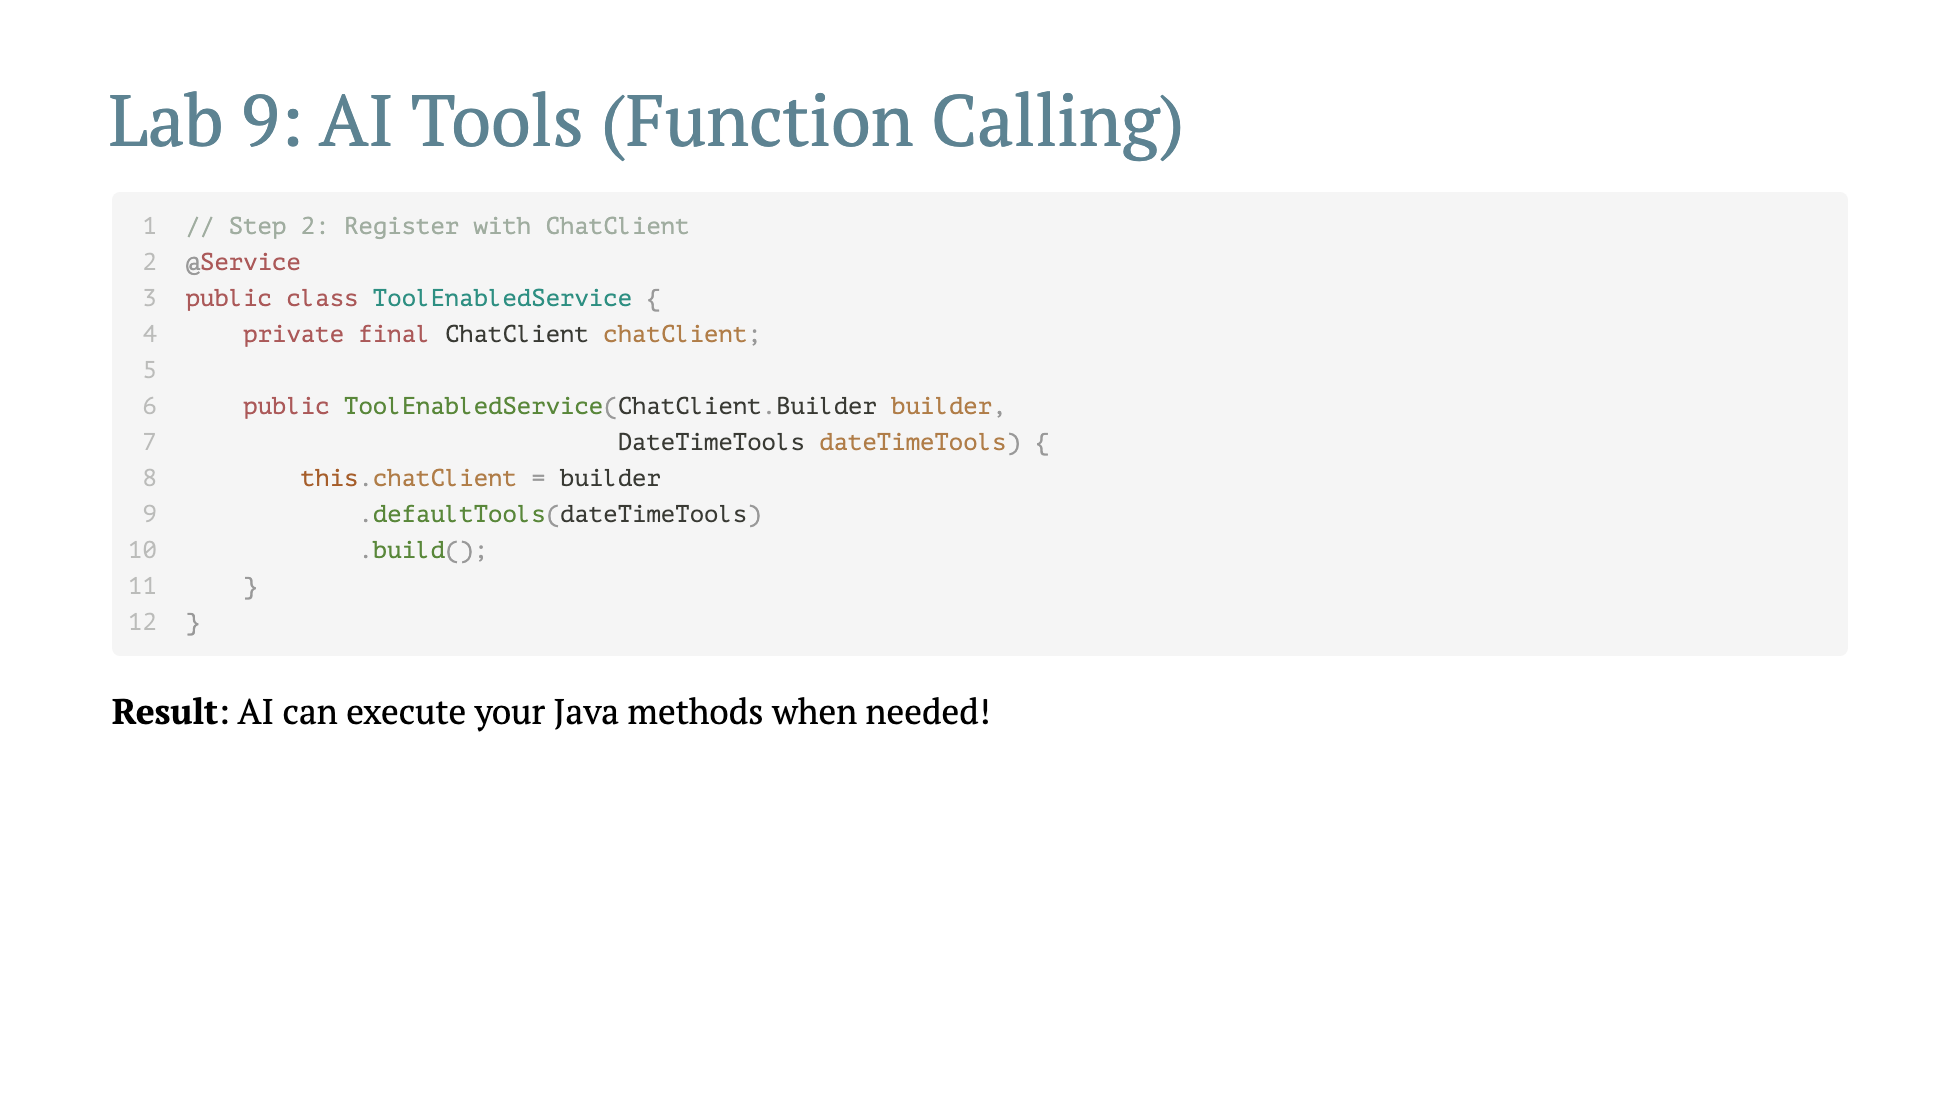 Lab 9: AI Tools (Function Calling)
1 // Step 2: Register with ChatClient
2 @Service
3 public class ToolEnabledService {
4     private final ChatClient chatClient;
5
6     public ToolEnabledService(ChatClient.Builder builder,
7                               DateTimeTools dateTimeTools) {
8         this.chatClient = builder
9             .defaultTools(dateTimeTools)
10             .build();
11     }
12 }
Result: AI can execute your Java methods when needed!